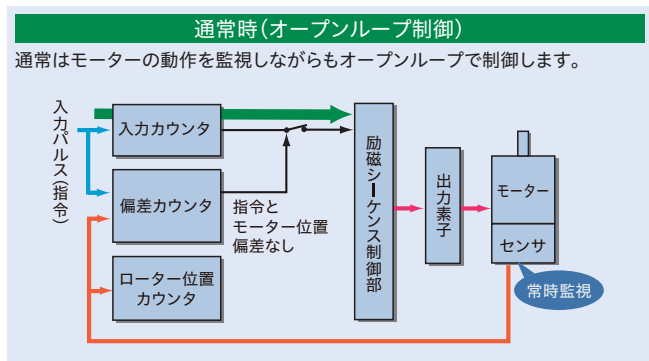 通常時(オープンループ制御)
通常はモーターの動作を監視しながらもオープンループで制御します。
入力パルス(指令)
入力カウンタ
偏差カウンタ
ローター位置
カウンタ
指令と
モーター位置
偏差なし
励磁シーケンス制御部
出力素子
モーター
センサ
常時監視